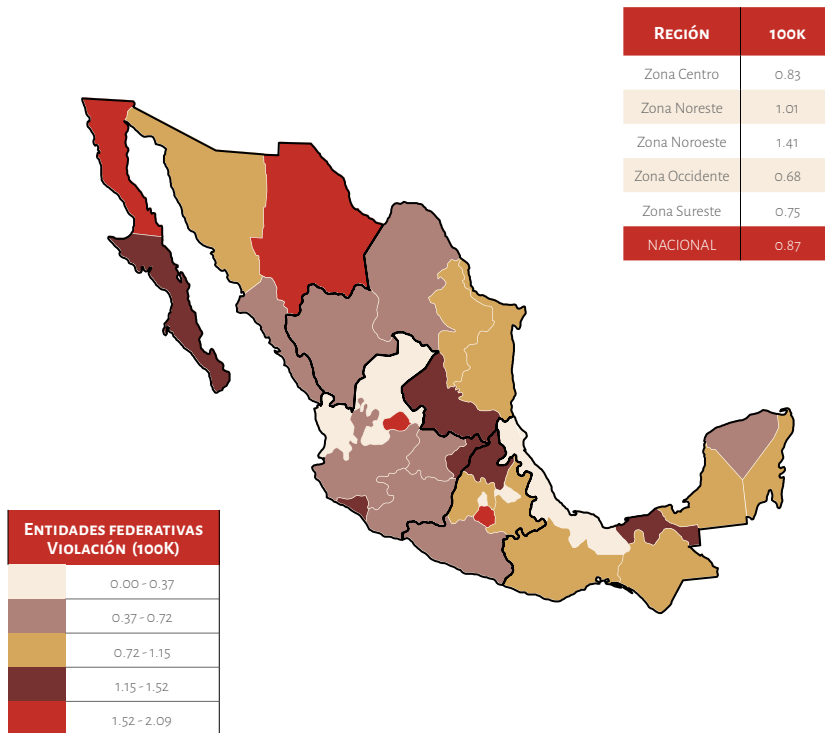 Región 100k
Zona Centro 0.83
Zona Noreste 1.01
Zona Noroeste 1.41
Zona Occidente 0.68
Zona Sureste 0.75
NACIONAL 0.87
Entidades federativas
Violación (100K)
0.00 - 0.37
0.37 - 0.72
0.72 - 1.15
1.15 - 1.52
1.52 - 2.09